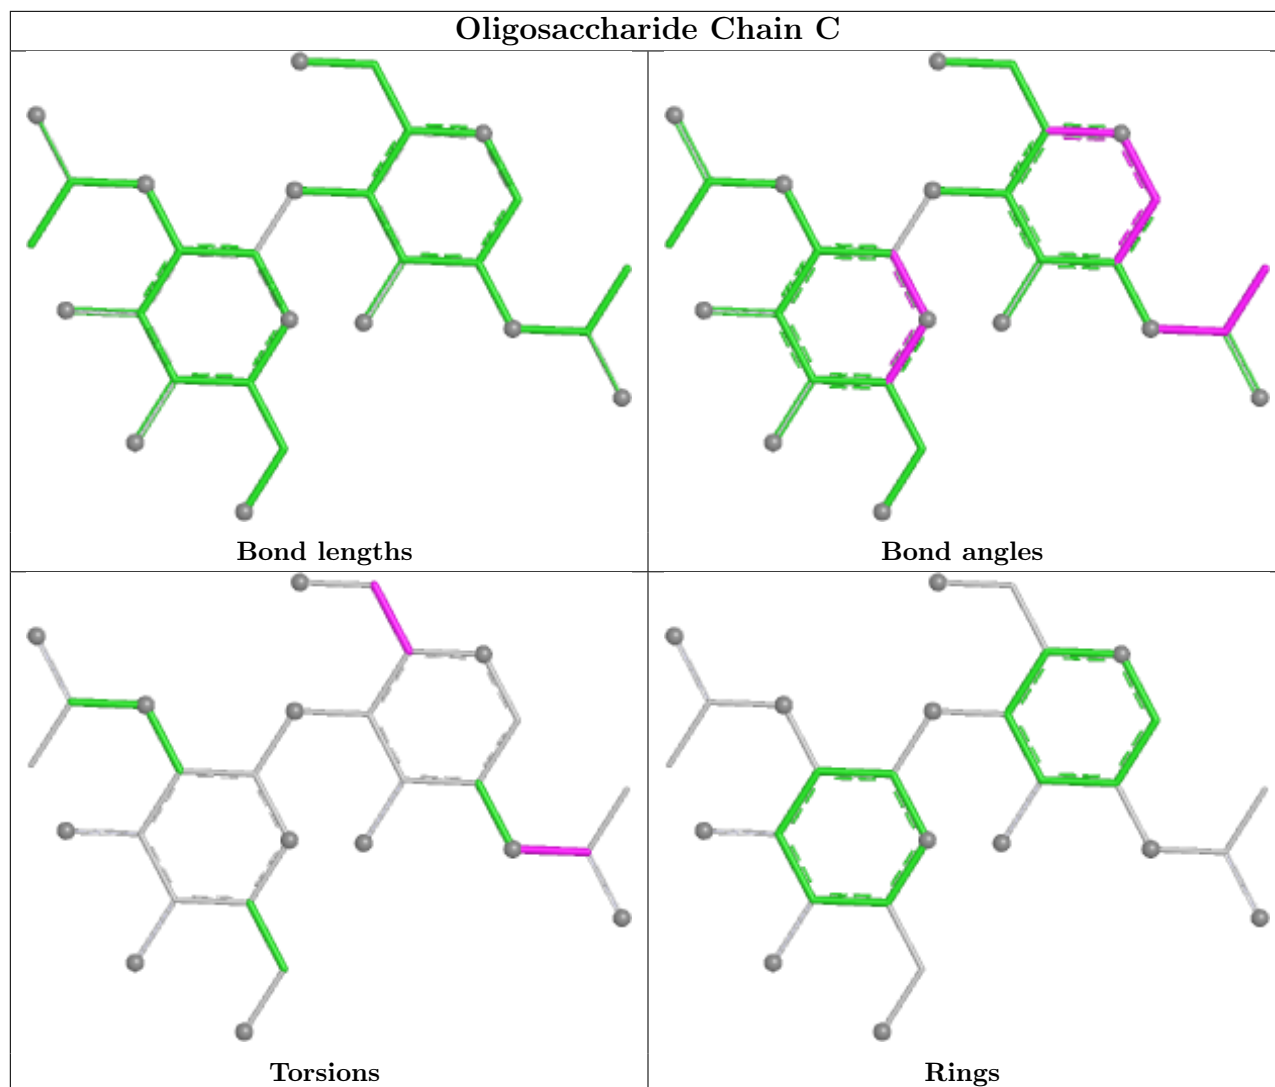 Oligosaccharide Chain C
Bond lengths
Bond angles
Torsions
Rings